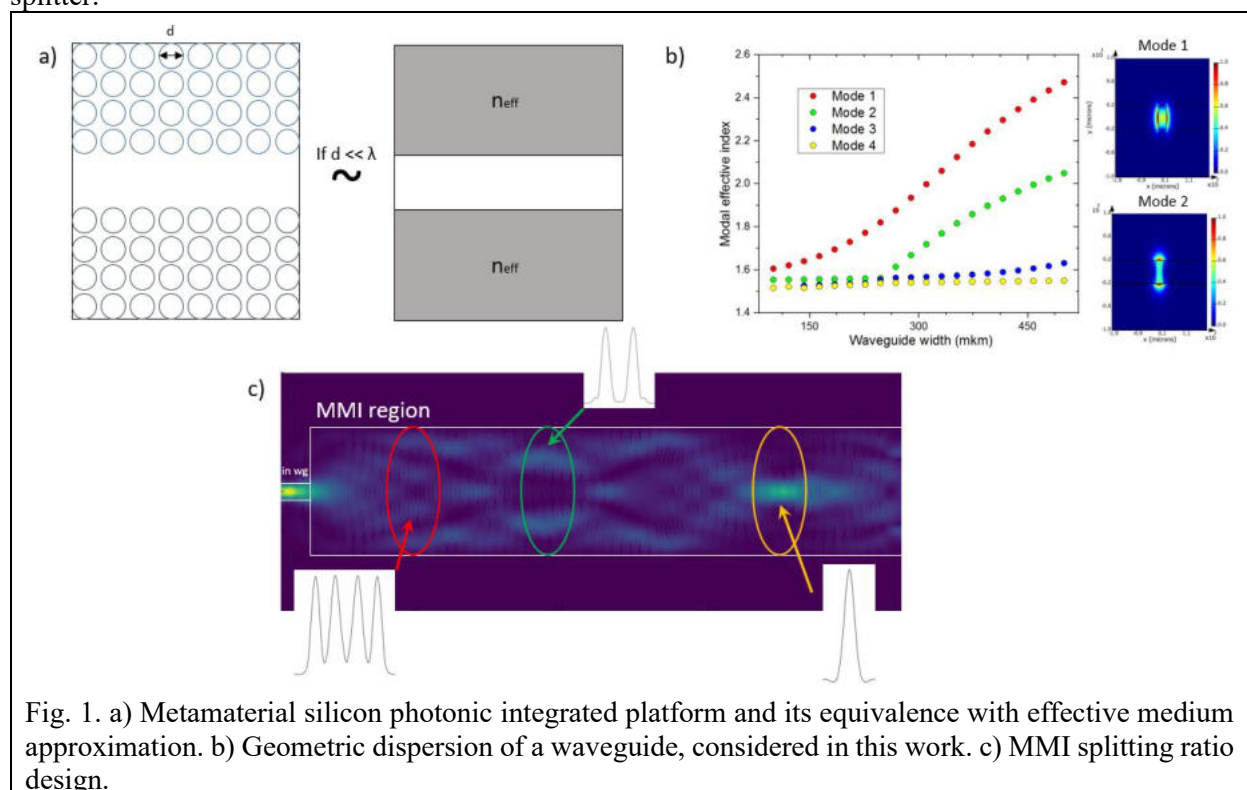 splitter.
a)
d
If d << λ
~
neff
neff
b)
Modal effective index
2.6
2.4
2.2
2.0
1.8
1.6
1.4
Mode 1
Mode 2
Mode 3
Mode 4
150
300
450
Waveguide width (mkm)
Mode 1
Mode 2
c)
MMI region
in wg
Fig. 1. a) Metamaterial silicon photonic integrated platform and its equivalence with effective medium
approximation. b) Geometric dispersion of a waveguide, considered in this work. c) MMI splitting ratio
design.